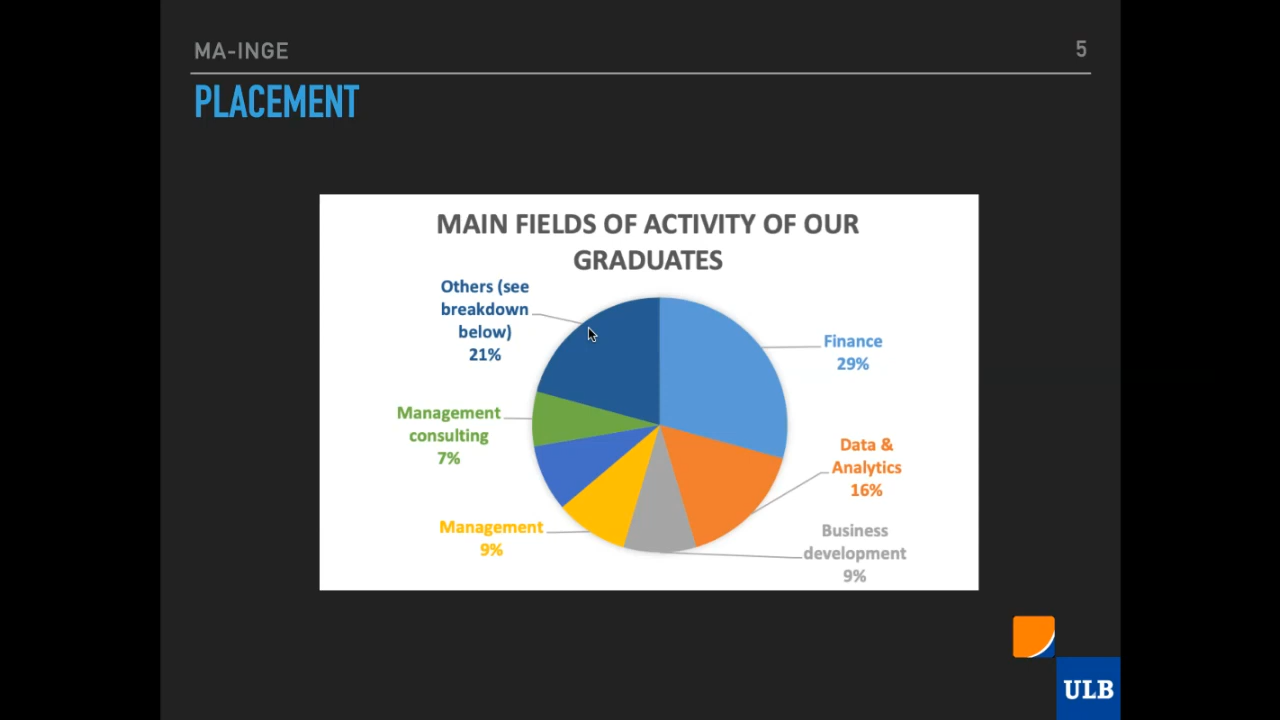 MA-INGE
5
PLACEMENT
MAIN FIELDS OF ACTIVITY OF OUR
GRADUATES
Others (see
breakdown
below)
21%
Finance
29%
Management
consulting
7%
Data &
Analytics
16%
Management
9%
Business
development
9%
ULB